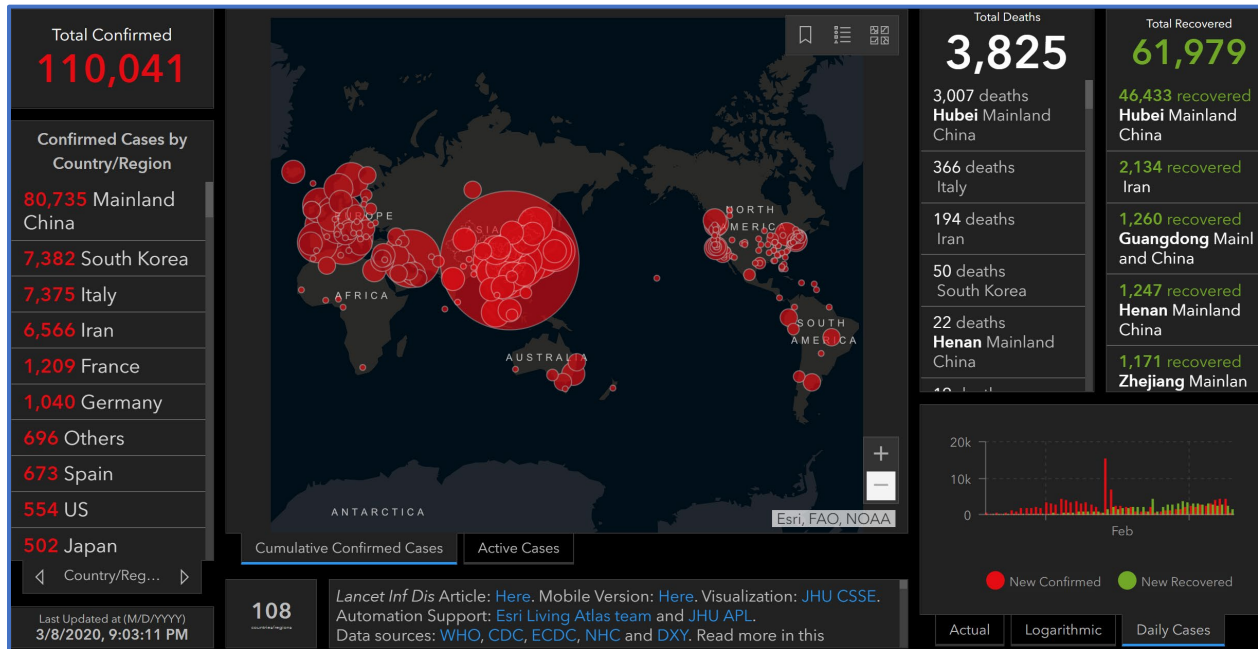 Total Confirmed
110,041
Confirmed Cases by
Country/Region
80,735 Mainland
China
7,382 South Korea
7,375 Italy
6,566 Iran
1,209 France
1,040 Germany
696 Others
673 Spain
554 US
502 Japan
Country/Reg...
Last Updated at (M/D/YYYY)
3/8/2020, 9:03:11 PM
EUROPE
ASIA
NORTH
AMERICA
AFRICA
SOUTH
AMERICA
AUSTRALIA
ANTARCTICA
Esri, FAO, NOAA
Cumulative Confirmed Cases
Active Cases
108
countries/regions
Lancet Inf Dis Article: Here. Mobile Version: Here. Visualization: JHU CSSE.
Automation Support: Esri Living Atlas team and JHU APL.
Data sources: WHO, CDC, ECDC, NHC and DXY. Read more in this
Total Deaths
3,825
3,007 deaths
Hubei Mainland
China
366 deaths
Italy
194 deaths
Iran
50 deaths
South Korea
22 deaths
Henan Mainland
China
Total Recovered
61,979
46,433 recovered
Hubei Mainland
China
2,134 recovered
Iran
1,260 recovered
Guangdong Mainl
and China
1,247 recovered
Henan Mainland
China
1,171 recovered
Zhejiang Mainlan
20k
10k
0
Feb
New Confirmed
New Recovered
Actual
Logarithmic
Daily Cases